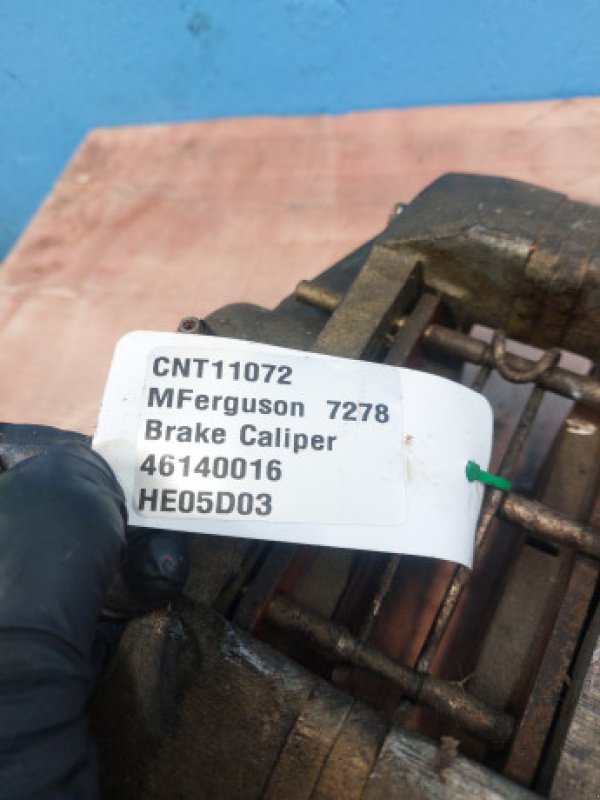 CNT11072
MFerguson 7278
Brake Caliper
46140016
HE05D03